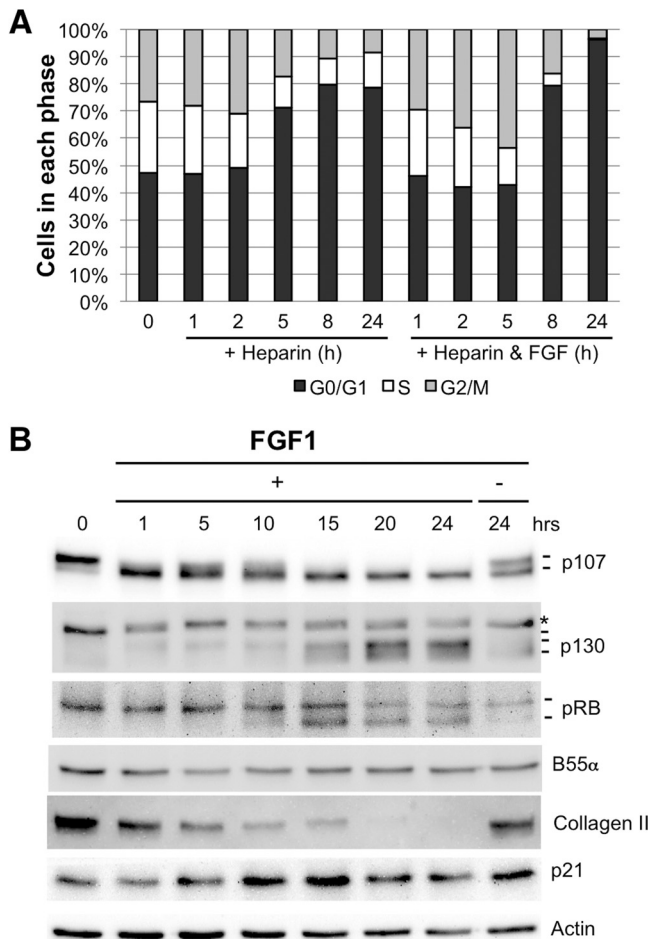 A
Cells in each phase
100%
90%
80%
70%
60%
50%
40%
30%
20%
10%
0%
0 1 2 5 8 24 1 2 5 8 24
+ Heparin (h) + Heparin & FGF (h)
G0/G1 S G2/M
B
FGF1
+ -
0 1 5 10 15 20 24 24 hrs
p107
*
p130
pRB
B55α
Collagen II
p21
Actin